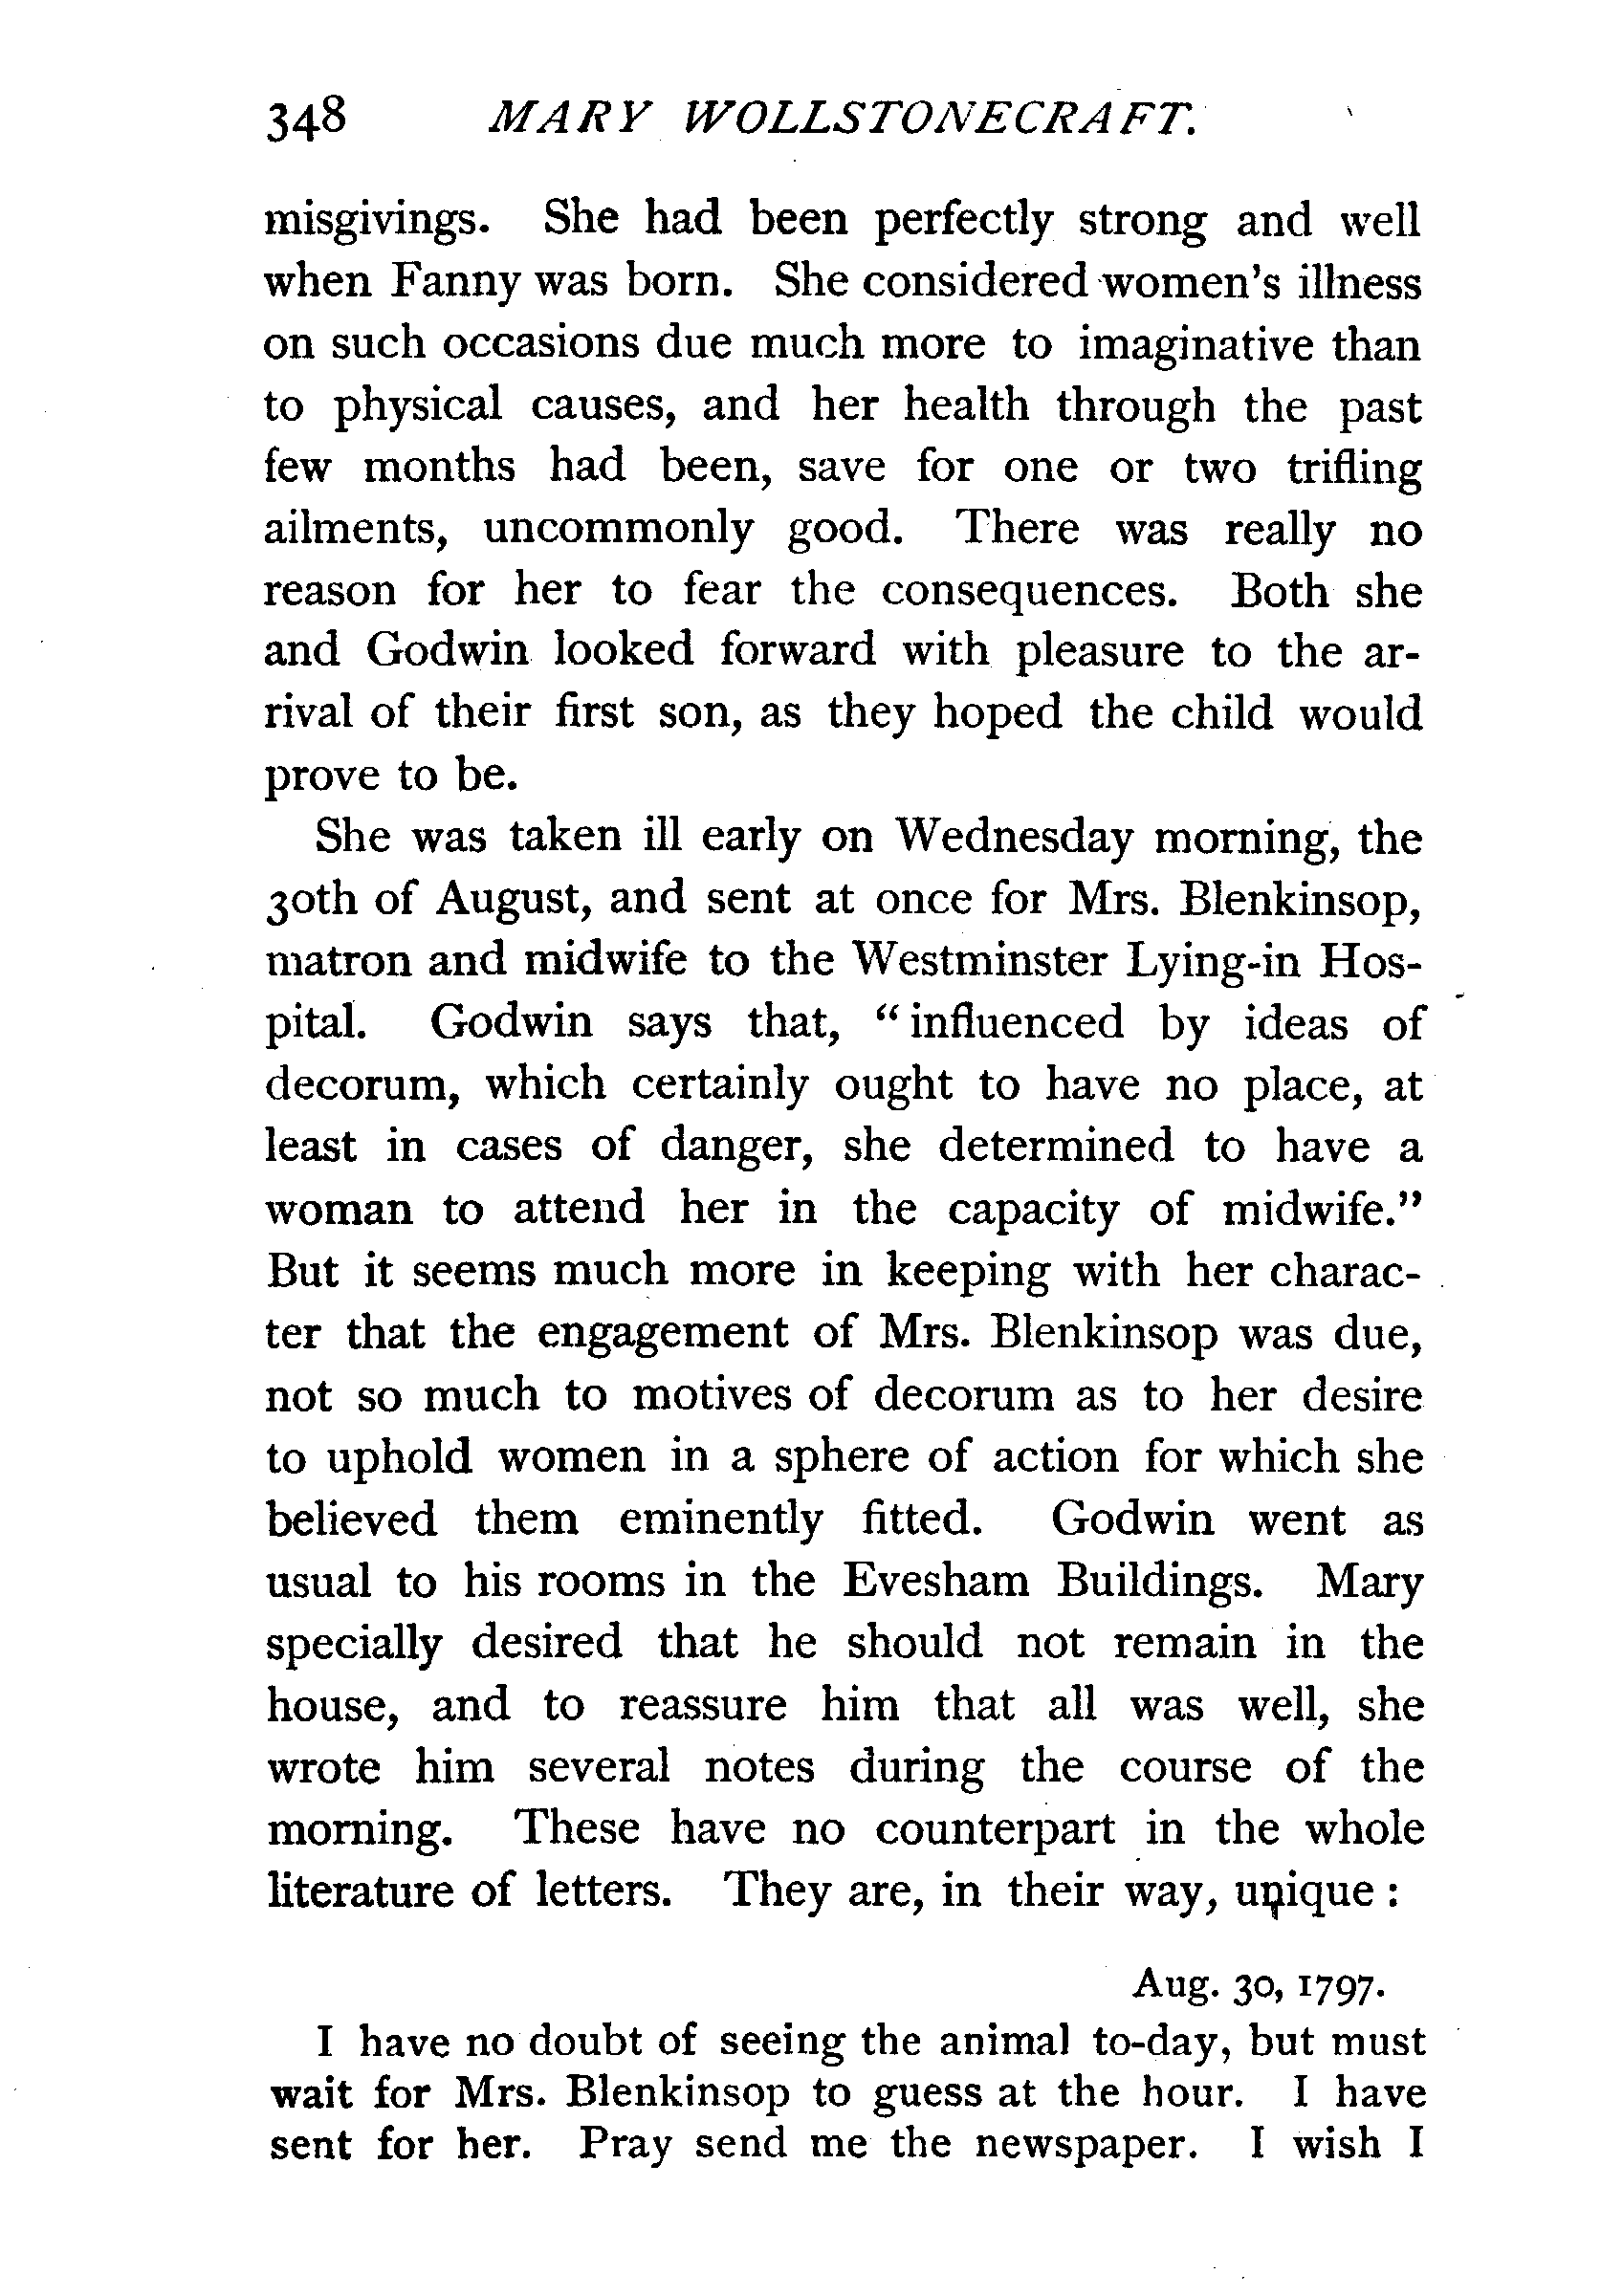 348 MARY WOLLSTONECRAFT.
misgivings. She had been perfectly strong and well
when Fanny was born. She considered women's illness
on such occasions due much more to imaginative than
to physical causes, and her health through the past
few months had been, save for one or two trifling
ailments, uncommonly good. There was really no
reason for her to fear the consequences. Both she
and Godwin looked forward with pleasure to the ar-
rival of their first son, as they hoped the child would
prove to be.
She was taken ill early on Wednesday morning, the
30th of August, and sent at once for Mrs. Blenkinsop,
matron and midwife to the Westminster Lying-in Hos-
pital. Godwin says that, “influenced by ideas of
decorum, which certainly ought to have no place, at
least in cases of danger, she determined to have a
woman to attend her in the capacity of midwife.”
But it seems much more in keeping with her charac-
ter that the engagement of Mrs. Blenkinsop was due,
not so much to motives of decorum as to her desire
to uphold women in a sphere of action for which she
believed them eminently fitted. Godwin went as
usual to his rooms in the Evesham Buildings. Mary
specially desired that he should not remain in the
house, and to reassure him that all was well, she
wrote him several notes during the course of the
morning. These have no counterpart in the whole
literature of letters. They are, in their way, unique :
Aug. 30, 1797.
I have no doubt of seeing the animal to-day, but must
wait for Mrs. Blenkinsop to guess at the hour. I have
sent for her. Pray send me the newspaper. I wish I